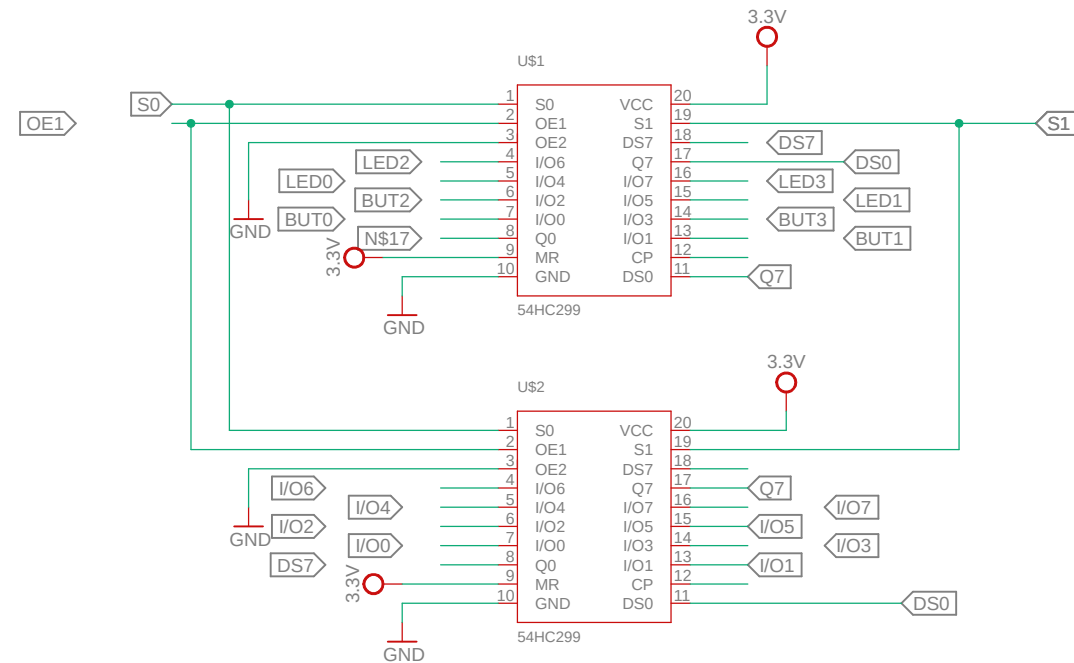 3.3V
U$1
S0
OE1
S1
1 S0 VCC 20
2 OE1 S1 19
3 OE2 DS7 18
4 I/O6 Q7 17
5 I/O4 I/O7 16
6 I/O2 I/O5 15
7 I/O0 I/O3 14
8 Q0 I/O1 13
9 MR CP 12
10 GND DS0 11
DS7
LED2
DS0
LED0
LED3
BUT2
LED1
BUT0
BUT3
GND
N$17
BUT1
3.3V
Q7
54HC299
GND
3.3V
U$2
1 S0 VCC 20
2 OE1 S1 19
3 OE2 DS7 18
4 I/O6 Q7 17
5 I/O4 I/O7 16
6 I/O2 I/O5 15
7 I/O0 I/O3 14
8 Q0 I/O1 13
9 MR CP 12
10 GND DS0 11
I/O6
Q7
I/O4
I/O7
I/O2
I/O5
GND
I/O0
I/O3
DS7
I/O1
3.3V
DS0
54HC299
GND